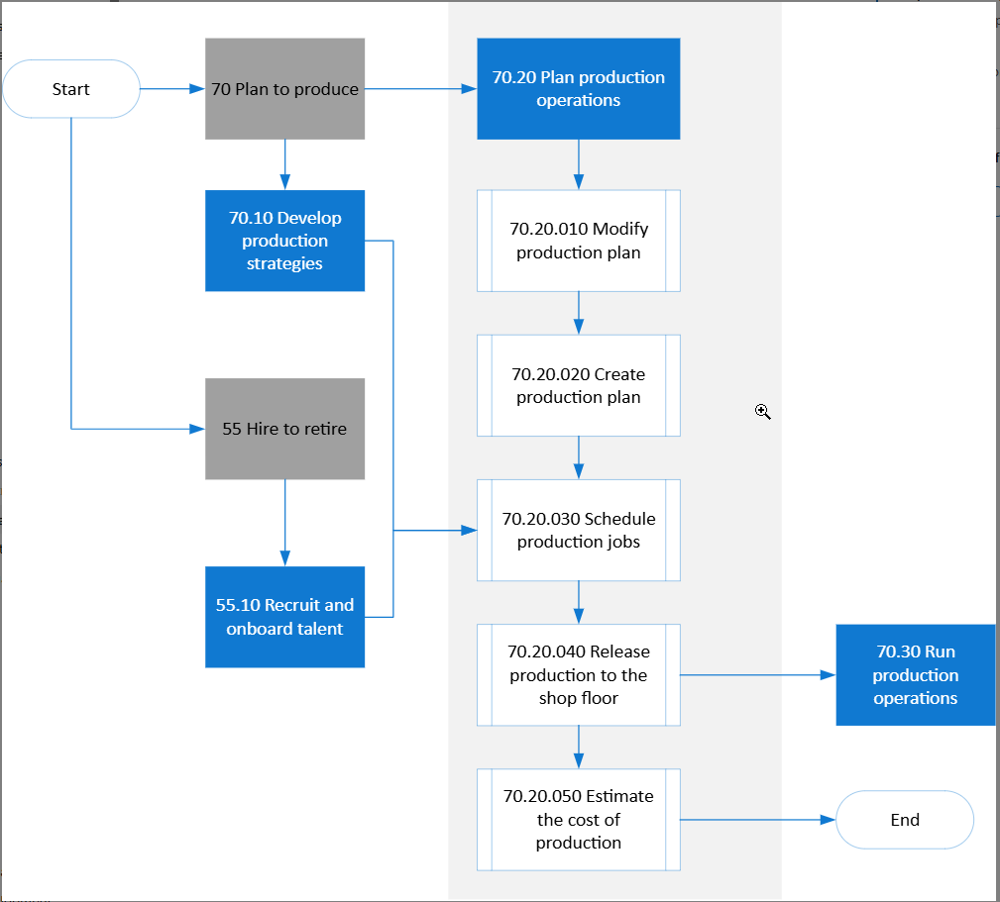 Start
70 Plan to produce
70.20 Plan production
operations
70.10 Develop
production
strategies
70.20.010 Modify
production plan
70.20.020 Create
production plan
55 Hire to retire
70.20.030 Schedule
production jobs
55.10 Recruit and
onboard talent
70.20.040 Release
production to the
shop floor
70.30 Run
production
operations
70.20.050 Estimate
the cost of
production
End